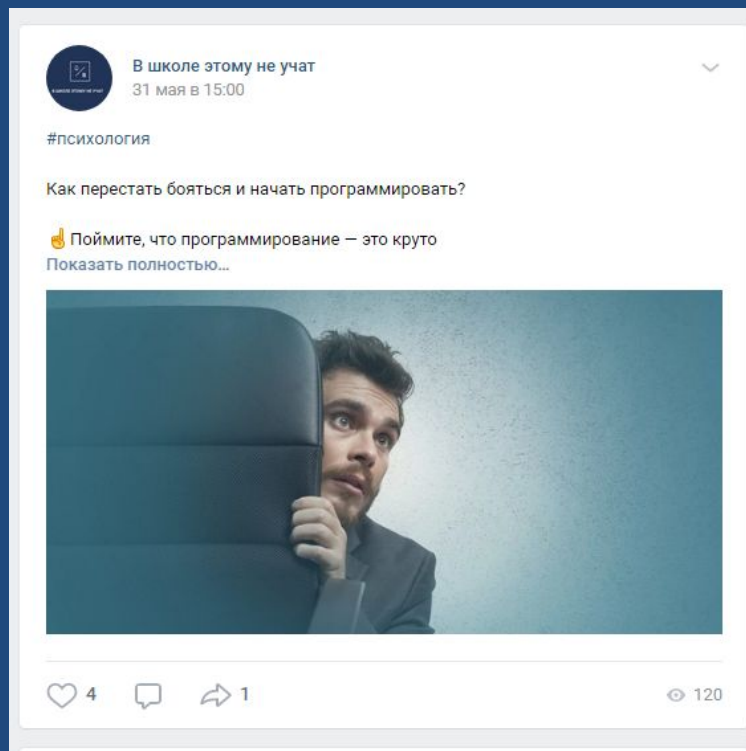 В школе этому не учат
31 мая в 15:00
#психология
Как перестать бояться и начать программировать?
☝Поймите, что программирование — это круто
Показать полностью...
4
1
120